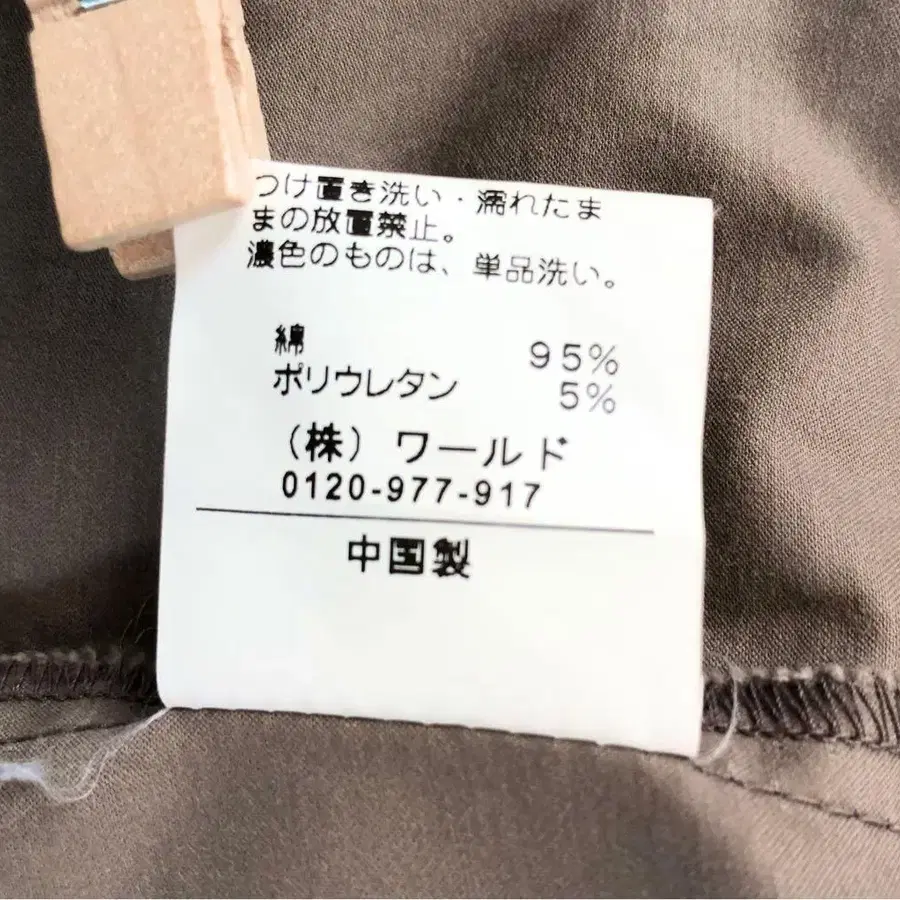 つけ置き洗い・濡れたま
まの放置禁止。
濃色のものは、単品洗い。
綿 95%
ポリウレタン 5%
（株）ワールド
0120-977-917
中国製